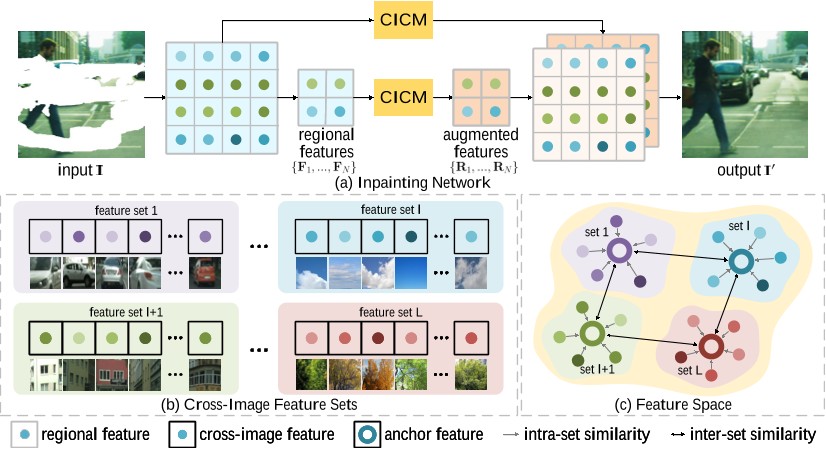 CICM
CICM
regional
features
{F₁, ..., F_N}
augmented
features
{R₁, ..., R_N}
input I
output I′
(a) Inpainting Network
feature set 1
...
feature set l
...
...
...
...
feature set l+1
...
feature set L
...
...
...
...
(b) Cross-Image Feature Sets
set 1
set l
set l+1
set L
(c) Feature Space
regional feature
cross-image feature
anchor feature
intra-set similarity
inter-set similarity